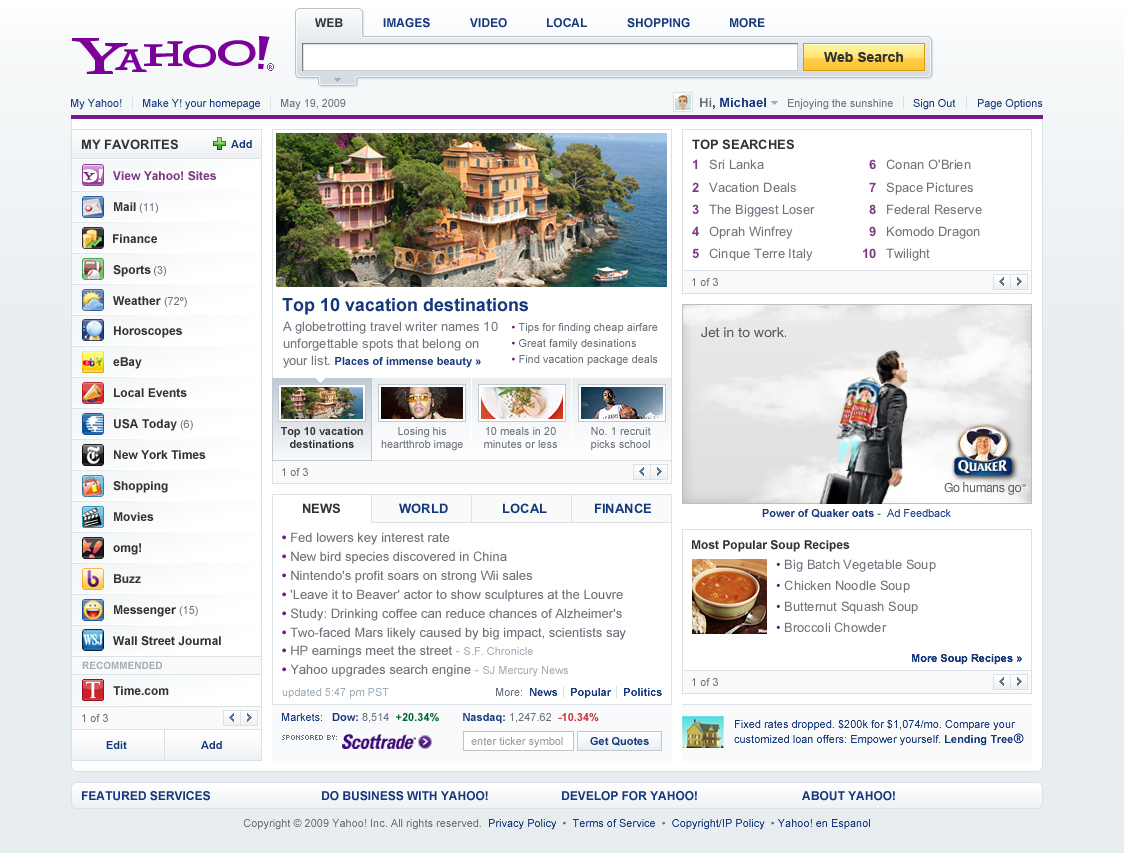 WEB IMAGES VIDEO LOCAL SHOPPING MORE
YAHOO!®
Web Search
My Yahoo! Make Y! your homepage May 19, 2009
Hi, Michael Enjoying the sunshine Sign Out Page Options
MY FAVORITES Add
View Yahoo! Sites
Mail (11)
Finance
Sports (3)
Weather (72º)
Horoscopes
eBay
Local Events
USA Today (6)
New York Times
Shopping
Movies
omg!
Buzz
Messenger (15)
WSJ Wall Street Journal
RECOMMENDED
T Time.com
1 of 3
Edit Add
Top 10 vacation destinations
A globetrotting travel writer names 10
unforgettable spots that belong on
your list. Places of immense beauty »
• Tips for finding cheap airfare
• Great family desinations
• Find vacation package deals
Top 10 vacation
destinations
Losing his
heartthrob image
10 meals in 20
minutes or less
No. 1 recruit
picks school
1 of 3
NEWS WORLD LOCAL FINANCE
• Fed lowers key interest rate
• New bird species discovered in China
• Nintendo's profit soars on strong Wii sales
• 'Leave it to Beaver' actor to show sculptures at the Louvre
• Study: Drinking coffee can reduce chances of Alzheimer's
• Two-faced Mars likely caused by big impact, scientists say
• HP earnings meet the street - S.F. Chronicle
• Yahoo upgrades search engine - SJ Mercury News
updated 5:47 pm PST More: News Popular Politics
Markets: Dow: 8,514 +20.34% Nasdaq: 1,247.62 -10.34%
SPONSORED BY: Scottrade enter ticker symbol Get Quotes
TOP SEARCHES
1 Sri Lanka
2 Vacation Deals
3 The Biggest Loser
4 Oprah Winfrey
5 Cinque Terre Italy
6 Conan O'Brien
7 Space Pictures
8 Federal Reserve
9 Komodo Dragon
10 Twilight
1 of 3
Jet in to work.
QUAKER
Go humans go
Power of Quaker oats - Ad Feedback
Most Popular Soup Recipes
• Big Batch Vegetable Soup
• Chicken Noodle Soup
• Butternut Squash Soup
• Broccoli Chowder
More Soup Recipes »
1 of 3
Fixed rates dropped. $200k for $1,074/mo. Compare your
customized loan offers: Empower yourself. Lending Tree®
FEATURED SERVICES DO BUSINESS WITH YAHOO! DEVELOP FOR YAHOO! ABOUT YAHOO!
Copyright © 2009 Yahoo! Inc. All rights reserved. Privacy Policy • Terms of Service • Copyright/IP Policy • Yahoo! en Espanol